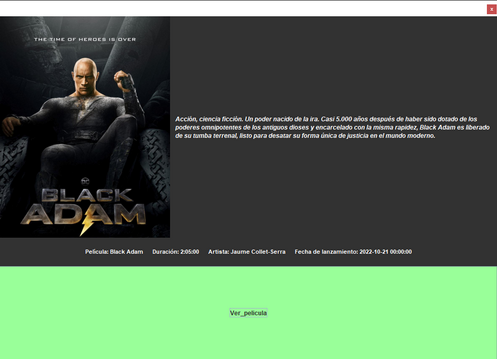 x
THE TIME OF HEROES IS OVER
Acción, ciencia ficción. Un poder nacido de la ira. Casi 5.000 años después de haber sido dotado de los
poderes omnipotentes de los antiguos dioses y encarcelado con la misma rapidez, Black Adam es liberado
de su tumba terrenal, listo para desatar su forma única de justicia en el mundo moderno.
DC
BLACK
ADAM
Película: Black Adam Duración: 2:05:00 Artista: Jaume Collet-Serra Fecha de lanzamiento: 2022-10-21 00:00:00
Ver_película